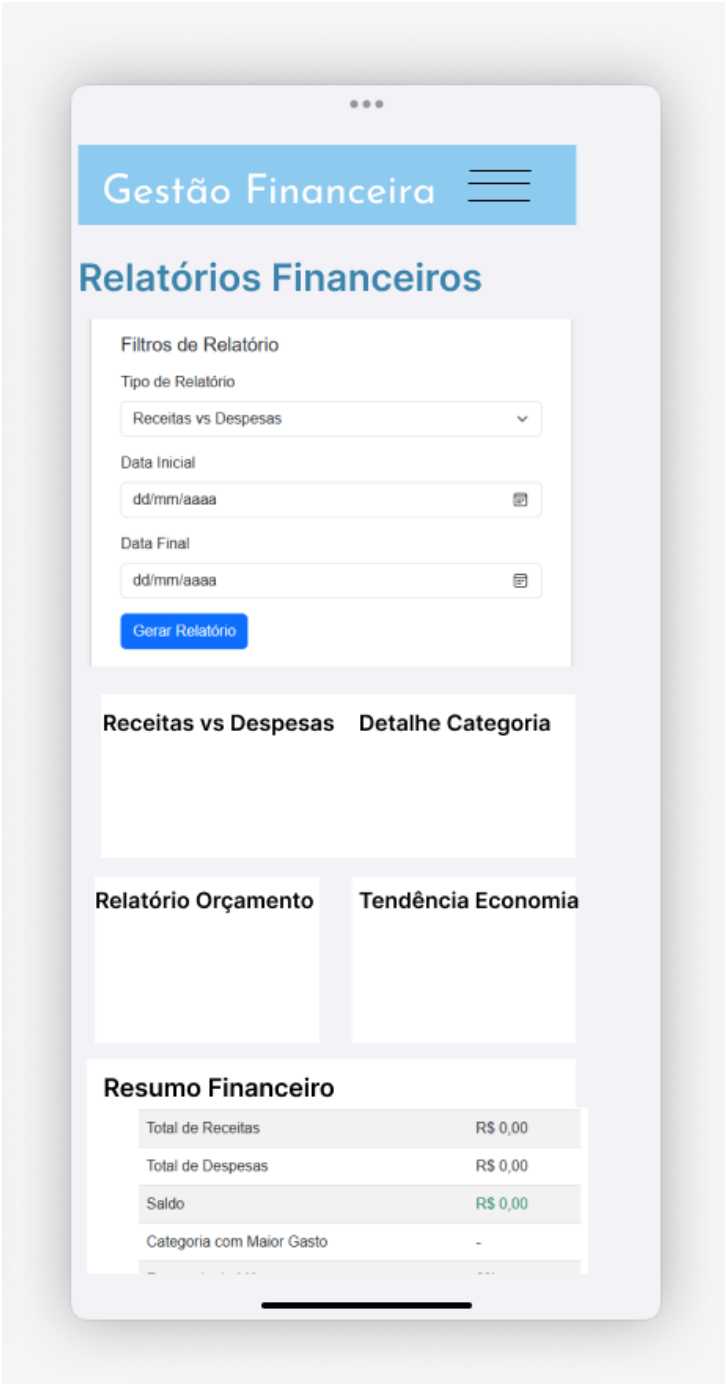 Gestão Financeira
Relatórios Financeiros
Filtros de Relatório
Tipo de Relatório
Receitas vs Despesas
Data Inicial
dd/mm/aaaa
Data Final
dd/mm/aaaa
Gerar Relatório
Receitas vs Despesas Detalhe Categoria
Relatório Orçamento Tendência Economia
Resumo Financeiro
Total de Receitas R$ 0,00
Total de Despesas R$ 0,00
Saldo R$ 0,00
Categoria com Maior Gasto -